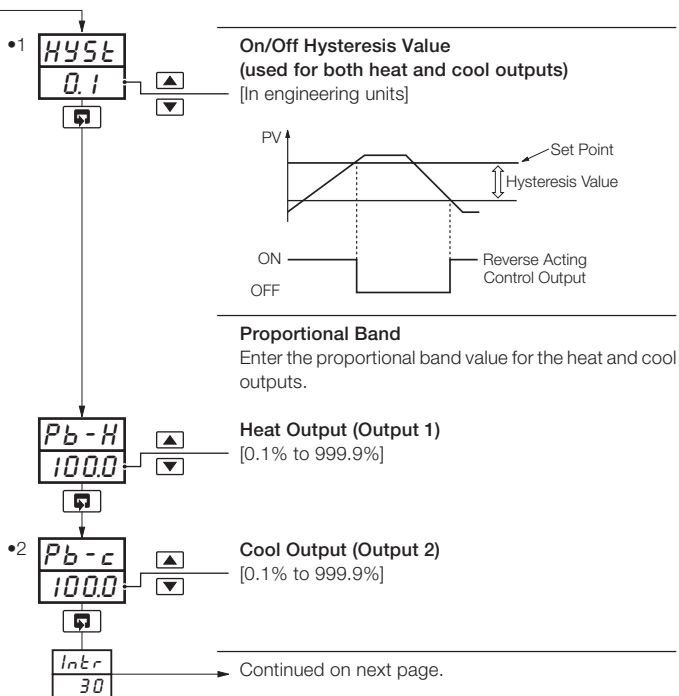 •1
HYSt
0.1
On/Off Hysteresis Value
(used for both heat and cool outputs)
[In engineering units]
PV
Set Point
Hysteresis Value
ON
OFF
Reverse Acting
Control Output
Proportional Band
Enter the proportional band value for the heat and cool
outputs.
Pb-H
100.0
Heat Output (Output 1)
[0.1% to 999.9%]
•2
Pb-c
100.0
Cool Output (Output 2)
[0.1% to 999.9%]
Intr
30
Continued on next page.